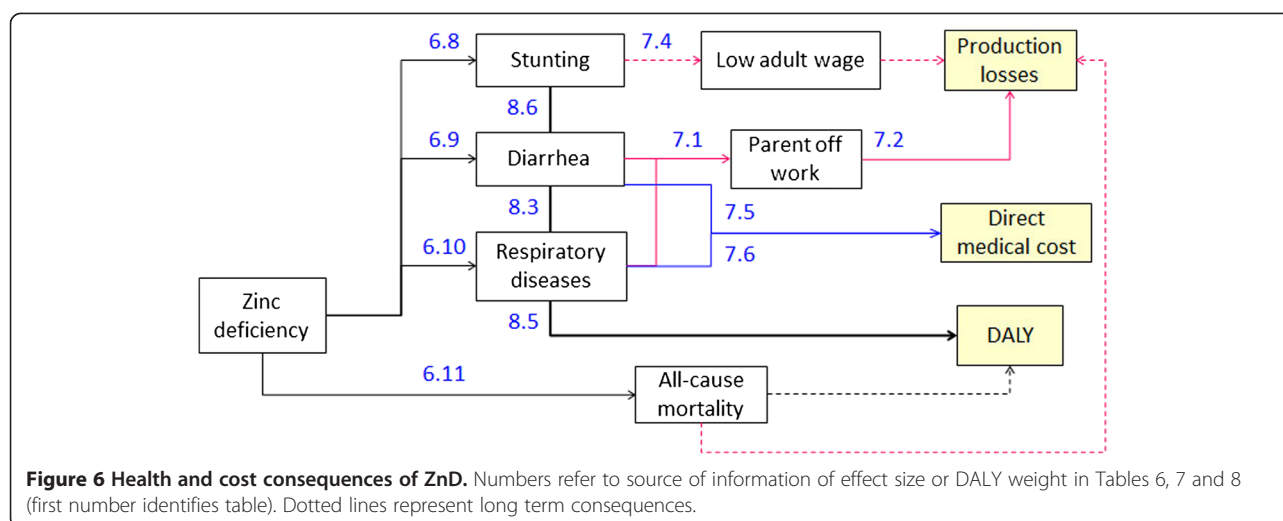 6.8
Stunting
7.4
Low adult wage
Production
losses
8.6
6.9
Diarrhea
7.1
Parent off
work
7.2
8.3
7.5
Direct
medical cost
6.10
Respiratory
diseases
7.6
Zinc
deficiency
8.5
DALY
6.11
All-cause
mortality
Figure 6 Health and cost consequences of ZnD. Numbers refer to source of information of effect size or DALY weight in Tables 6, 7 and 8
(first number identifies table). Dotted lines represent long term consequences.